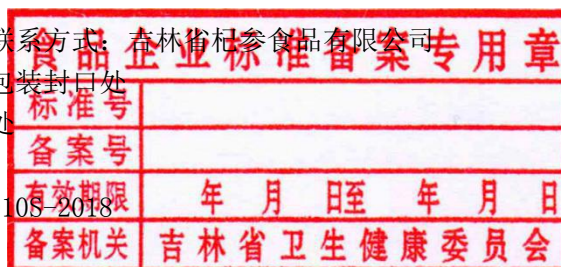 联系方式：吉林省杞参食品有限公司
食品企业标准备案专用章
包装封口处
标准号
处
备案号
有效期限 年 月 日至 年 月 日
10S-2018
备案机关 吉林省卫生健康委员会